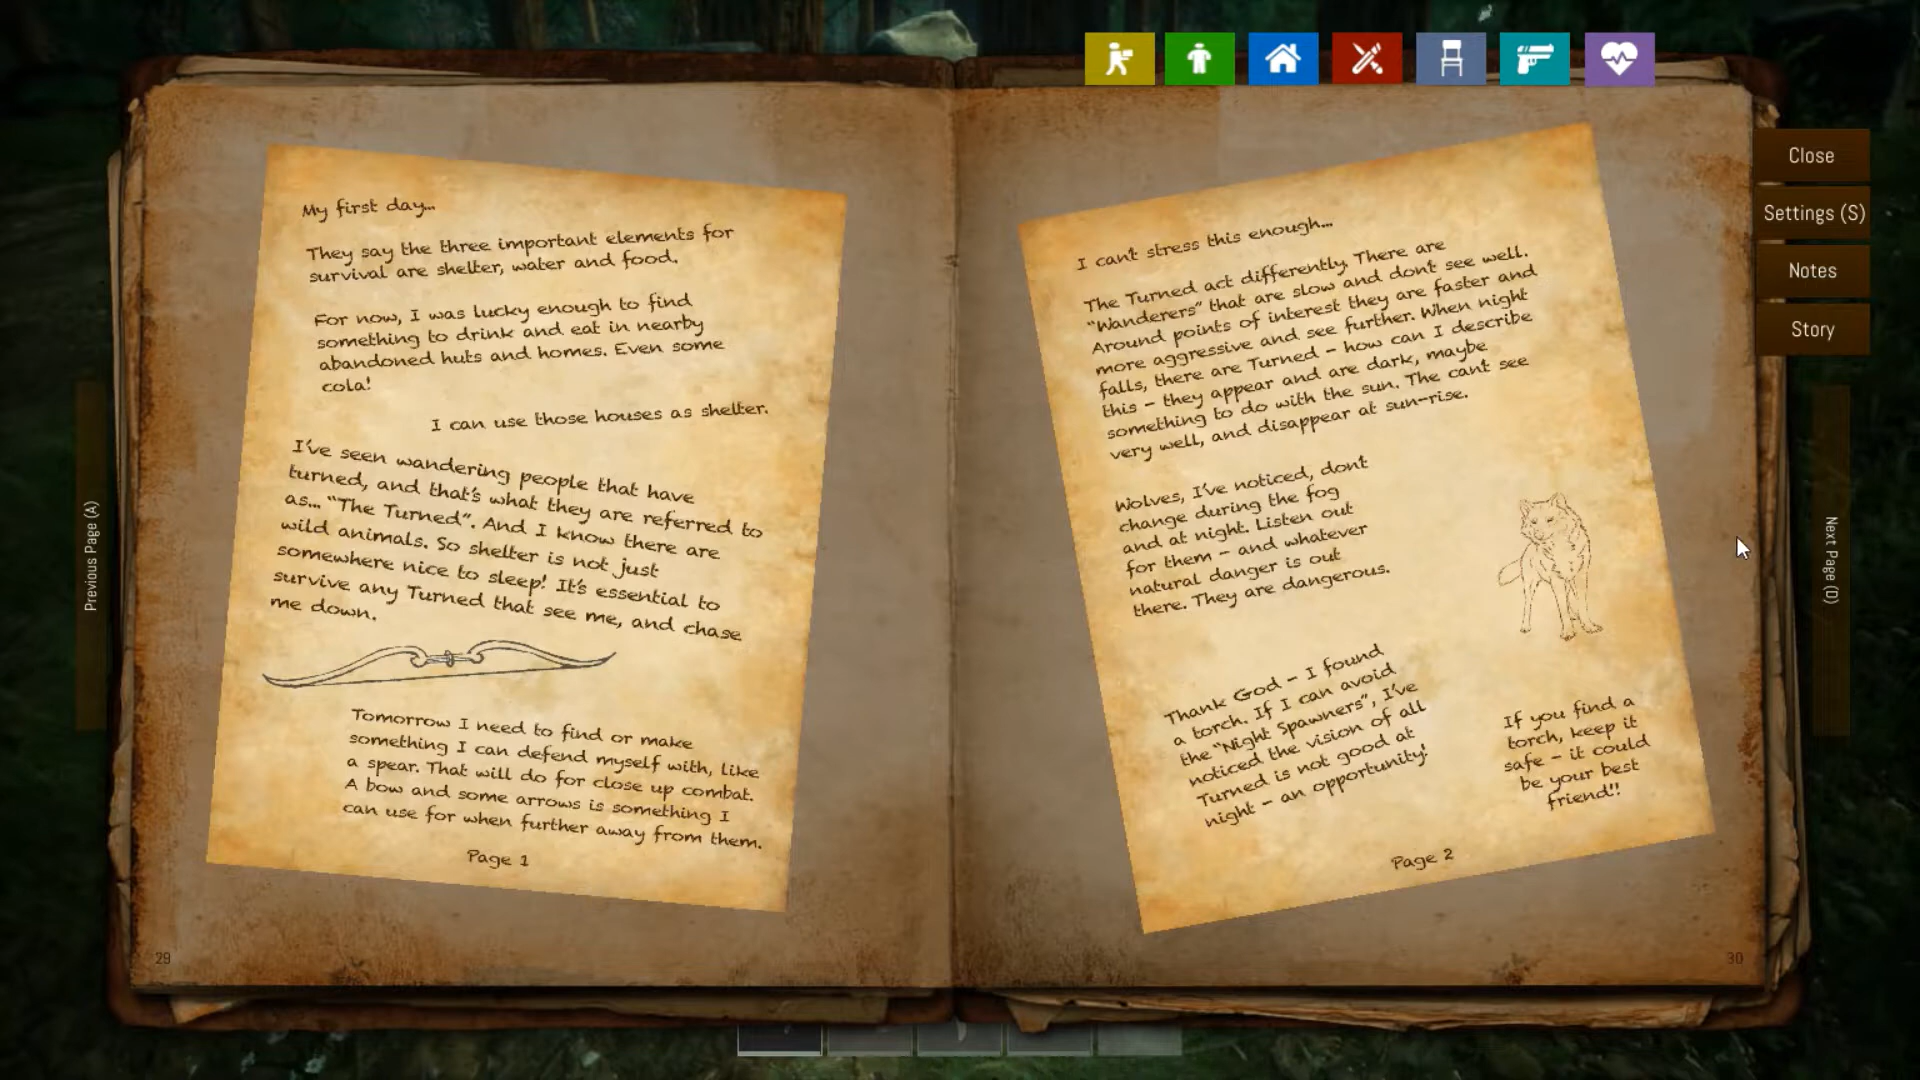 Close
Settings (S)
Notes
Story
Previous Page (A)
Next Page (D)
My first day...
They say the three important elements for
survival are shelter, water and food.
For now, I was lucky enough to find
something to drink and eat in nearby
abandoned huts and homes. Even some
cola!
I can use those houses as shelter.
I've seen wandering people that have
turned, and that's what they are referred to
as... "The Turned". And I know there are
wild animals. So shelter is not just
somewhere nice to sleep! It's essential to
survive any Turned that see me, and chase
me down.
Tomorrow I need to find or make
something I can defend myself with, like
a spear. That will do for close up combat.
A bow and some arrows is something I
can use for when further away from them.
Page 1
29
I can't stress this enough...
The Turned act differently. There are
"Wanderers" that are slow and don't see well.
Around points of interest they are faster and
more aggressive and see further. When night
falls, there are Turned - how can I describe
this - they appear and are dark, maybe
something to do with the sun. The can't see
very well, and disappear at sun-rise.
Wolves, I've noticed, don't
change during the fog
and at night. Listen out
for them - and whatever
natural danger is out
there. They are dangerous.
Thank God - I found
a torch. If I can avoid
the "Night Spawners", I've
noticed the vision of all
Turned is not good at
night - an opportunity!
If you find a
torch, keep it
safe - it could
be your best
friend!!
Page 2
30